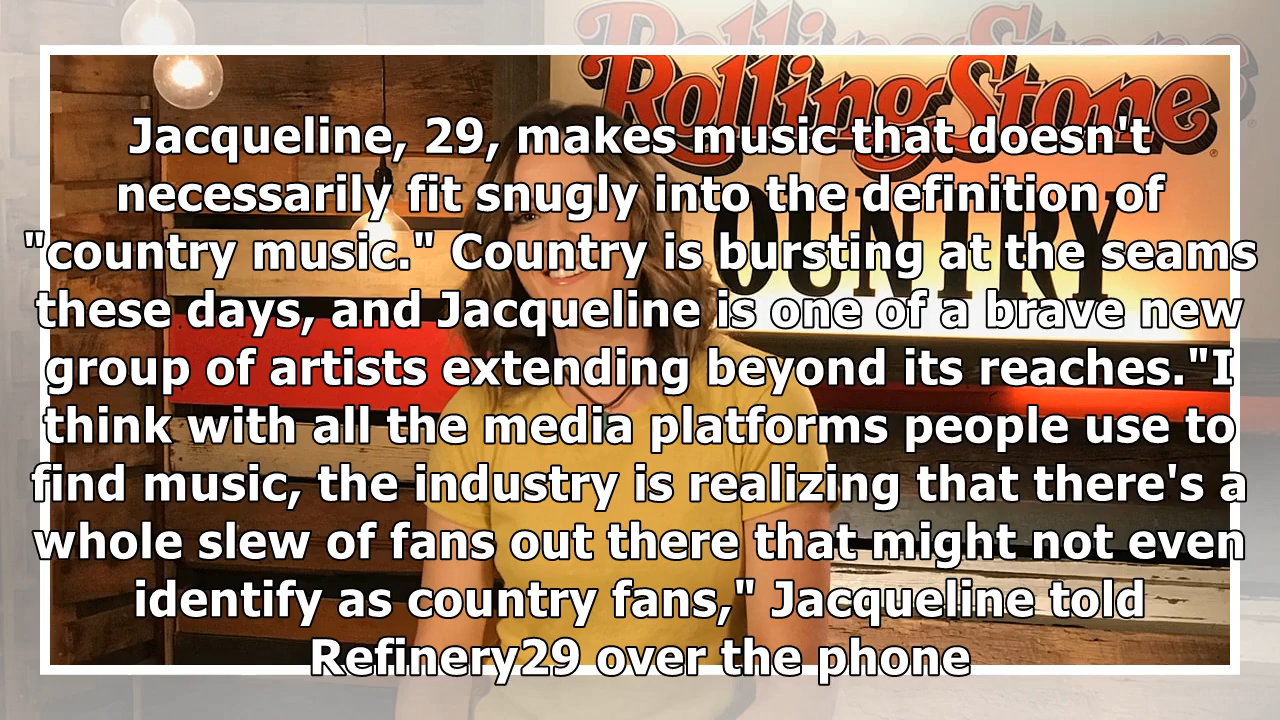 Rolling Stone
COUNTRY
Jacqueline, 29, makes music that doesn't
necessarily fit snugly into the definition of
"country music." Country is bursting at the seams
these days, and Jacqueline is one of a brave new
group of artists extending beyond its reaches."I
think with all the media platforms people use to
find music, the industry is realizing that there's a
whole slew of fans out there that might not even
identify as country fans," Jacqueline told
Refinery29 over the phone